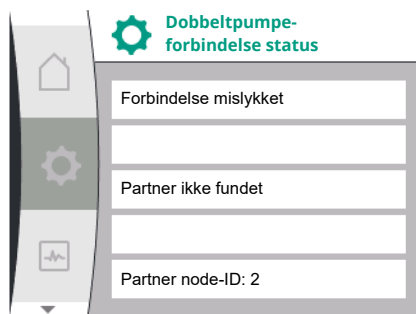 Dobbeltpumpe-
forbindelse status
Forbindelse mislykket
Partner ikke fundet
Partner node-ID: 2